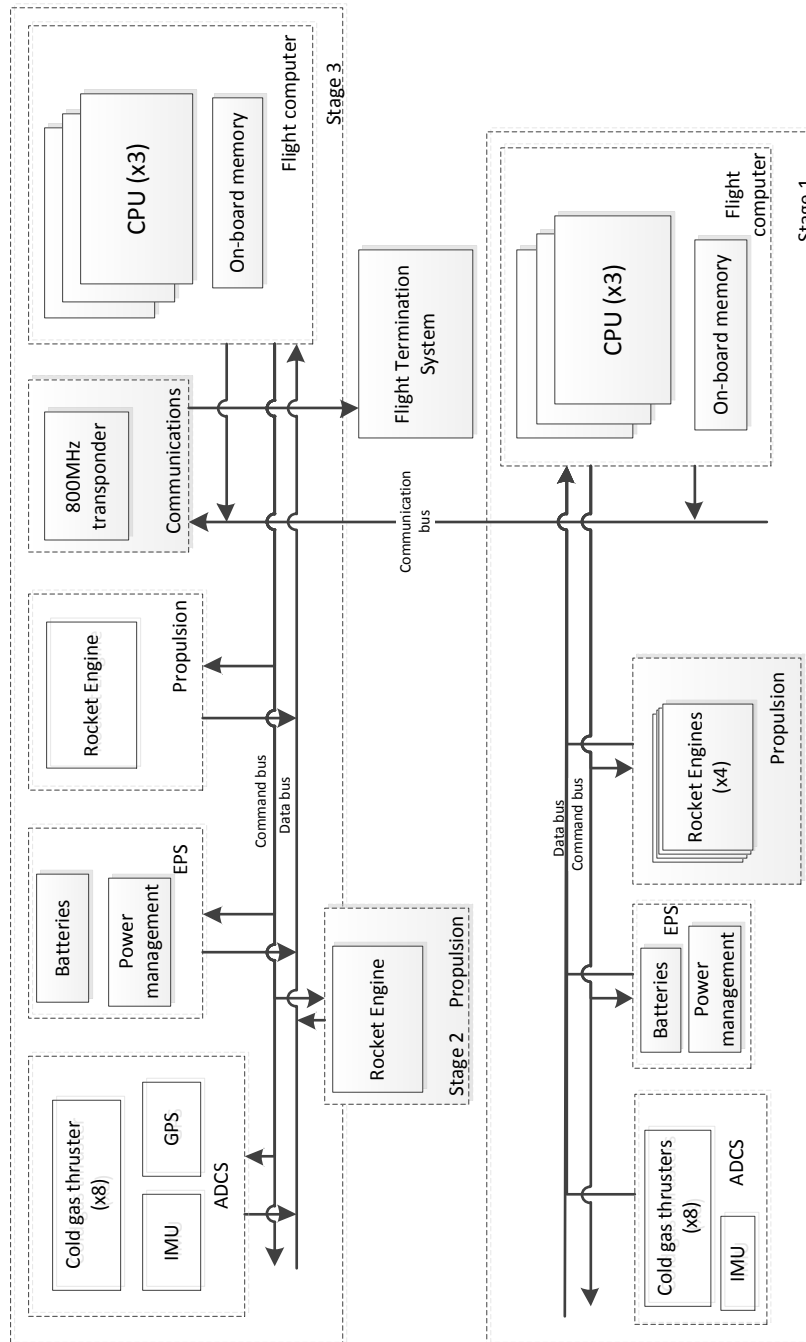 Cold gas thruster
(x8)
IMU
GPS
ADCS
Batteries
Power
management
EPS
Rocket Engine
Propulsion
800MHz
transponder
Communications
CPU (x3)
On-board memory
Flight computer
Stage 3
Command bus
Data bus
Rocket Engine
Stage 2
Propulsion
Communication
bus
Flight Termination
System
Data bus
Command bus
Cold gas thrusters
(x8)
IMU
ADCS
Batteries
Power
management
EPS
Rocket Engines
(x4)
Propulsion
CPU (x3)
On-board memory
Flight
computer
Stage 1